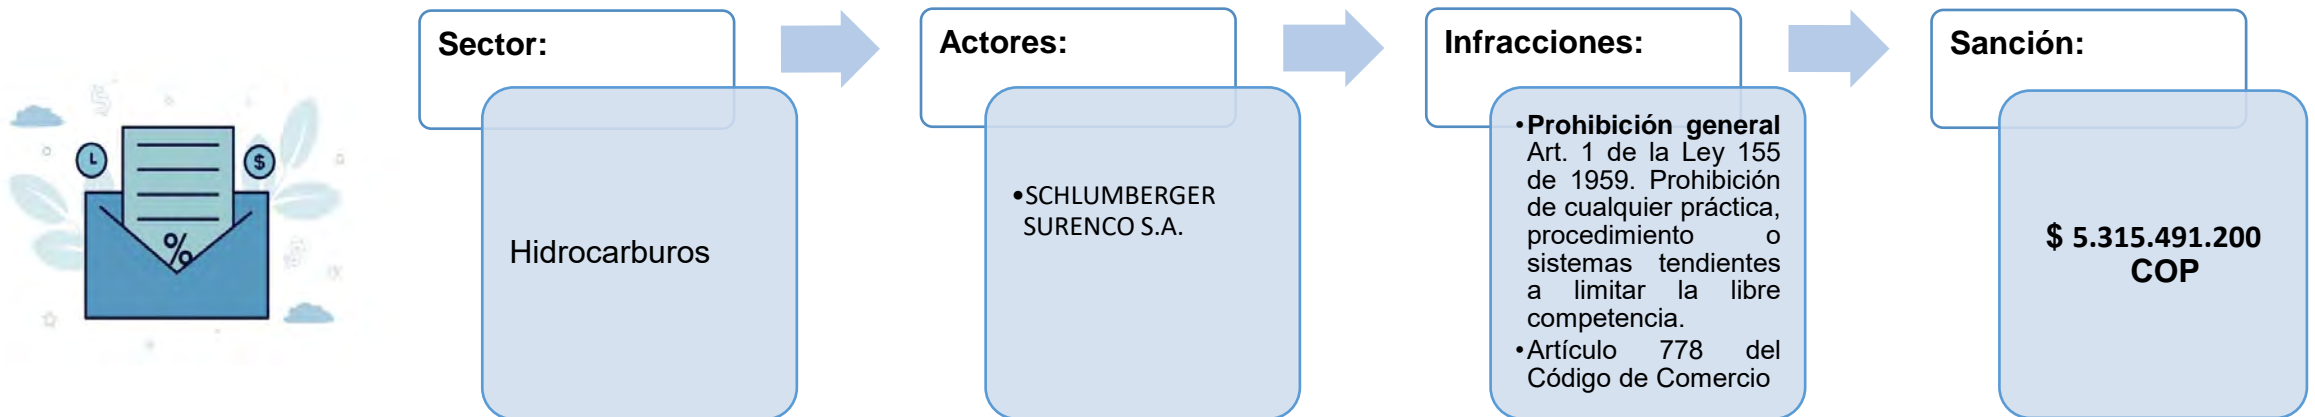 Sector:
Hidrocarburos
Actores:
•SCHLUMBERGER
SURENCO S.A.
Infracciones:
•Prohibición general
Art. 1 de la Ley 155
de 1959. Prohibición
de cualquier práctica,
procedimiento o
sistemas tendientes
a limitar la libre
competencia.
•Artículo 778 del
Código de Comercio
Sanción:
$ 5.315.491.200
COP
L
$
%